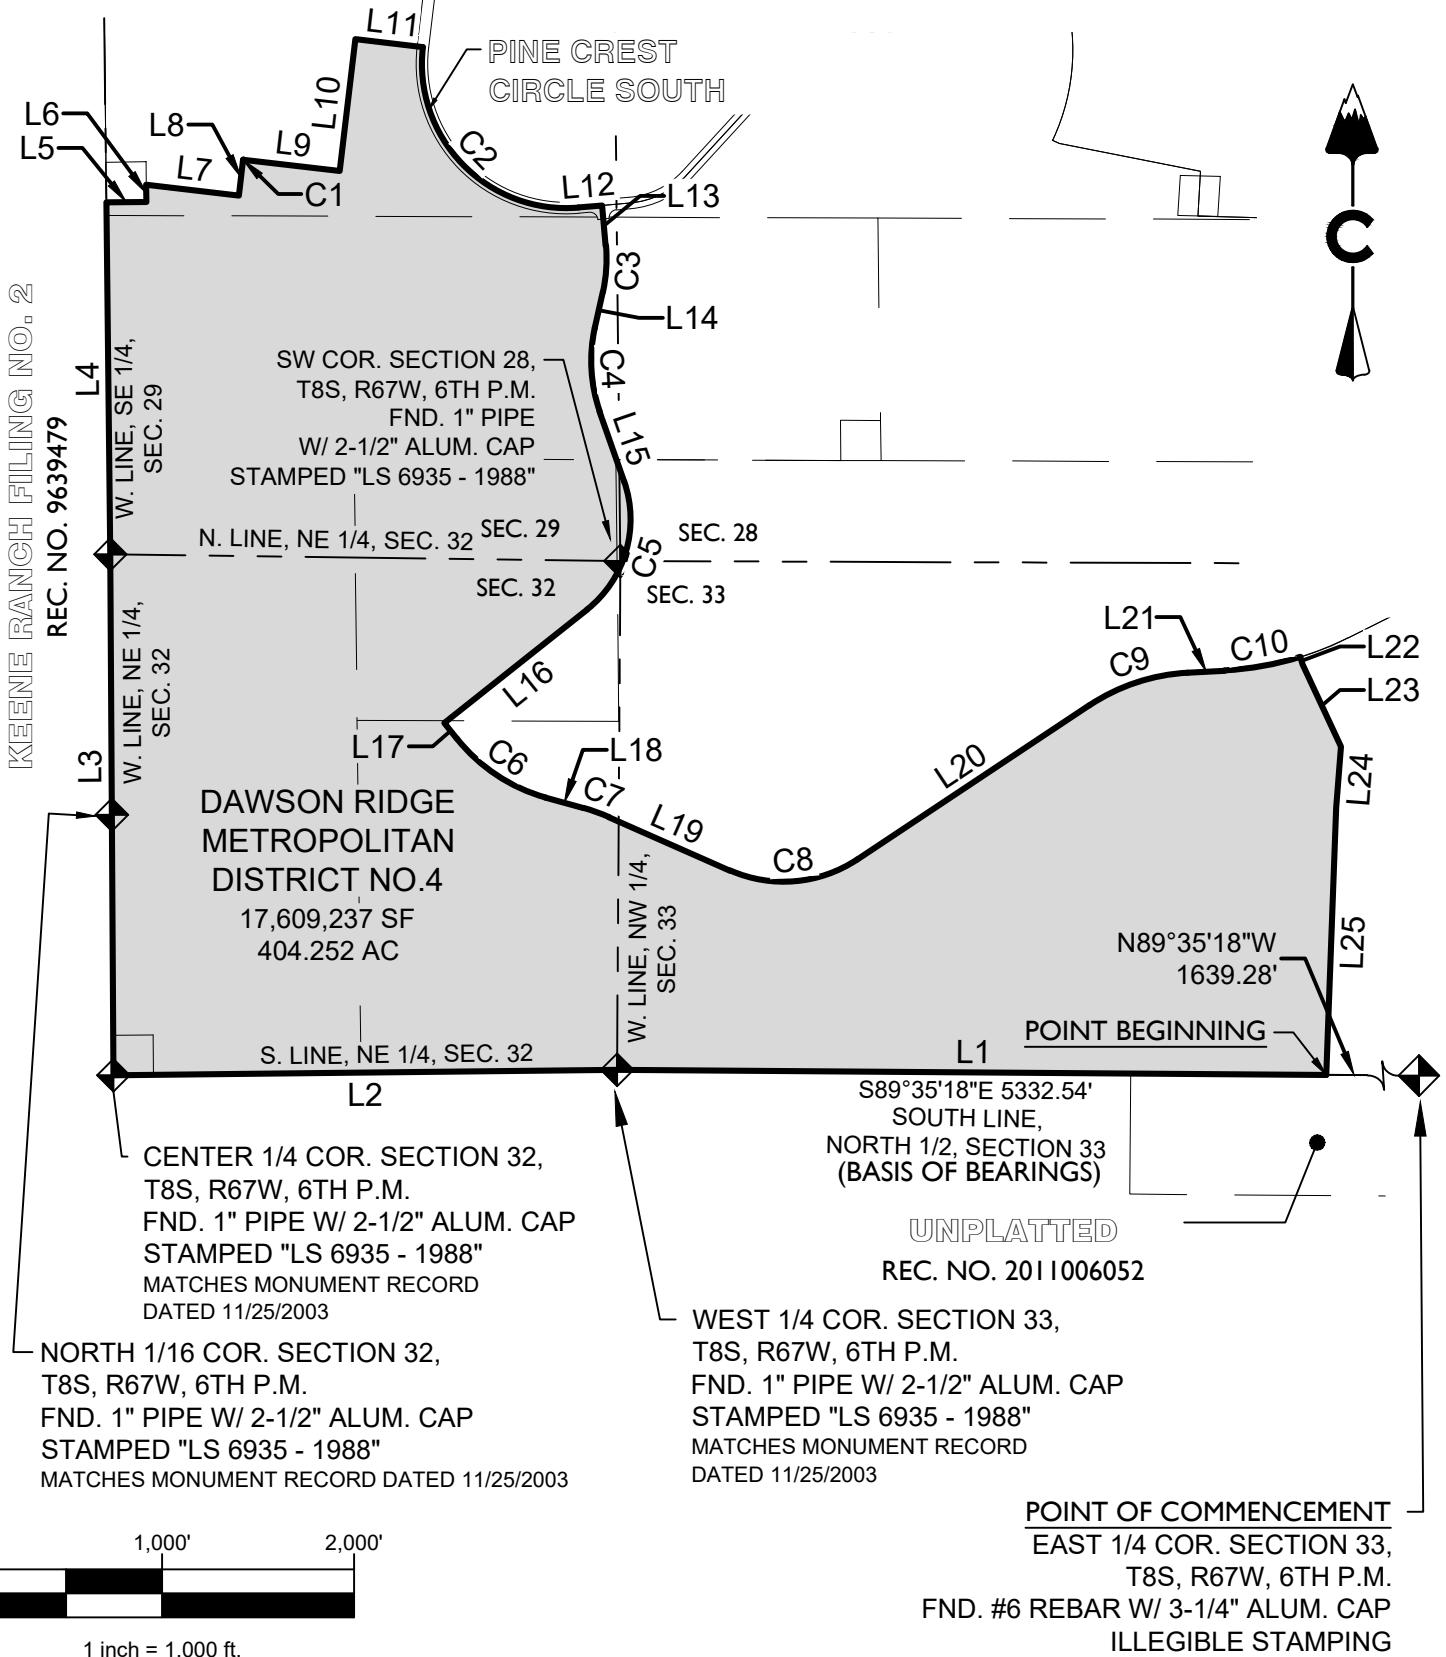 L11
PINE CREST
CIRCLE SOUTH
L10
L6
L8
L5
L9
L7
C2
C1
L12
L13
C
C3
L14
KEENE RANCH FILING NO. 2
REC. NO. 9639479
L4
W. LINE, SE 1/4,
SEC. 29
SW COR. SECTION 28,
T8S, R67W, 6TH P.M.
FND. 1" PIPE
W/ 2-1/2" ALUM. CAP
STAMPED "LS 6935 - 1988"
C4
L15
N. LINE, NE 1/4, SEC. 32
SEC. 29
SEC. 28
C5
SEC. 32
SEC. 33
W. LINE, NE 1/4,
SEC. 32
L3
L16
L21
C10
L22
C9
L23
L17
L18
C6
C7
L20
L24
L19
C8
DAWSON RIDGE
METROPOLITAN
DISTRICT NO.4
17,609,237 SF
404.252 AC
W. LINE, NW 1/4,
SEC. 33
L25
N89°35'18"W
1639.28'
POINT BEGINNING
S. LINE, NE 1/4, SEC. 32
L1
L2
S89°35'18"E 5332.54'
SOUTH LINE,
NORTH 1/2, SECTION 33
(BASIS OF BEARINGS)
CENTER 1/4 COR. SECTION 32,
T8S, R67W, 6TH P.M.
FND. 1" PIPE W/ 2-1/2" ALUM. CAP
STAMPED "LS 6935 - 1988"
MATCHES MONUMENT RECORD
DATED 11/25/2003
UNPLATTED
REC. NO. 2011006052
NORTH 1/16 COR. SECTION 32,
T8S, R67W, 6TH P.M.
FND. 1" PIPE W/ 2-1/2" ALUM. CAP
STAMPED "LS 6935 - 1988"
MATCHES MONUMENT RECORD DATED 11/25/2003
WEST 1/4 COR. SECTION 33,
T8S, R67W, 6TH P.M.
FND. 1" PIPE W/ 2-1/2" ALUM. CAP
STAMPED "LS 6935 - 1988"
MATCHES MONUMENT RECORD
DATED 11/25/2003
POINT OF COMMENCEMENT
EAST 1/4 COR. SECTION 33,
T8S, R67W, 6TH P.M.
FND. #6 REBAR W/ 3-1/4" ALUM. CAP
ILLEGIBLE STAMPING
1,000' 2,000'
1 inch = 1,000 ft.